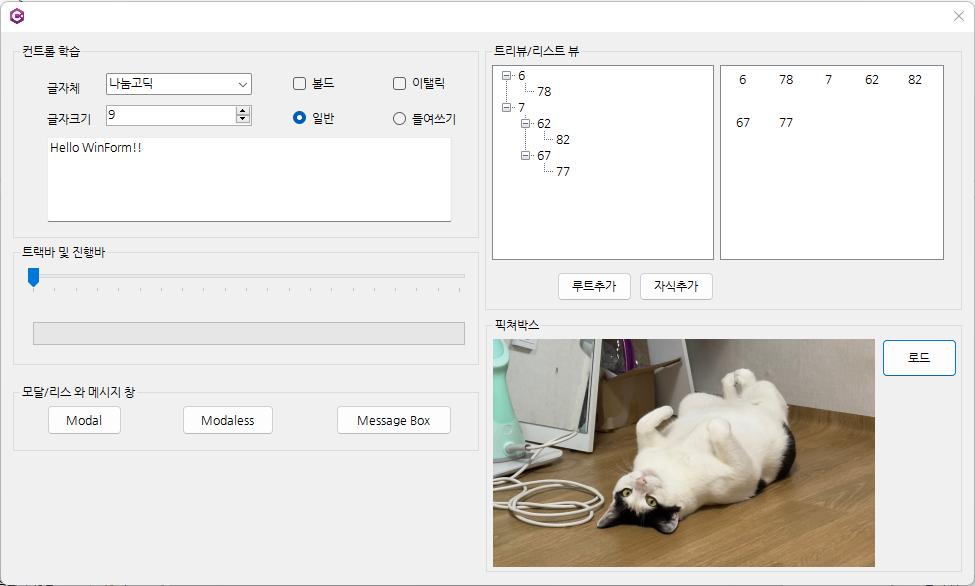 컨트롤 학습
글자체 나눔고딕 볼드 이탤릭
글자크기 9 일반 들여쓰기
Hello WinForm!!
트랙바 및 진행바
모달/리스 와 메시지 창
Modal Modaless Message Box
트리뷰/리스트 뷰
6
78
7
62
82
67
77
6 78 7 62 82
67 77
루트추가 자식추가
픽쳐박스
로드